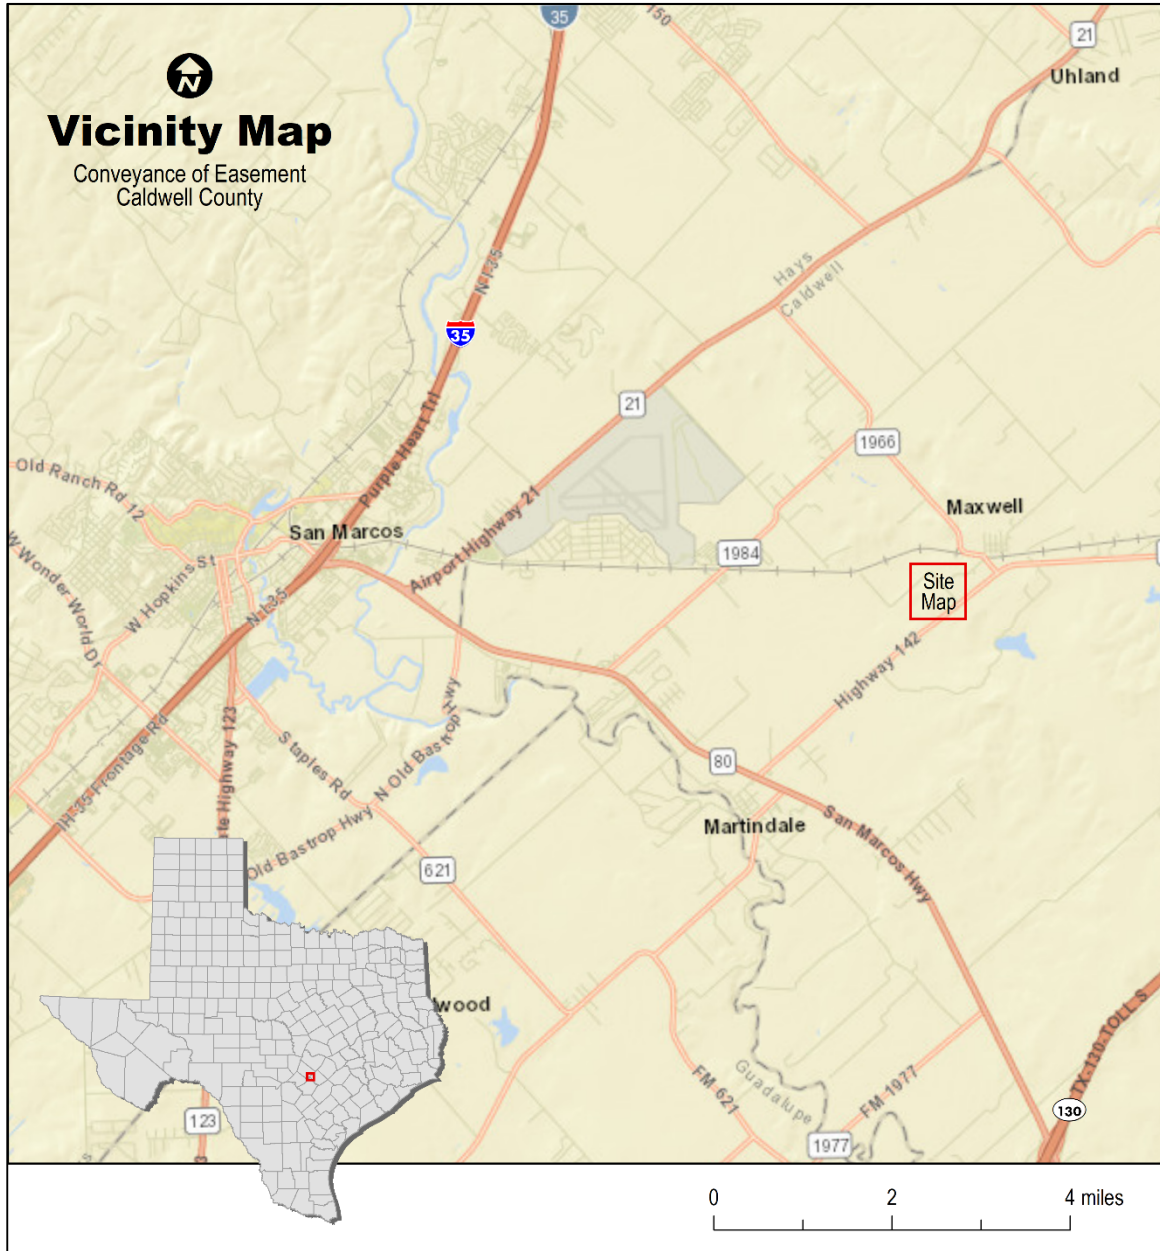 35
150
21
Uhland
N
Vicinity Map
Conveyance of Easement
Caldwell County
N I-35
Hays
Caldwell
35
21
Purple Heart Trl
1966
Old Ranch Rd 12
Maxwell
San Marcos
Airport Highway 21
1984
W Wonder World Dr
W Hopkins St
N I-35
Site
Map
Highway 142
IH-35 Frontage Rd
te Highway 123
Staples Rd
N Old Bastrop Hwy
80
San Marcos Hwy
Martindale
Old Bastrop Hwy
621
wood
TX-130-TOLL S
FM 621
Guadalupe
FM 1977
130
123
1977
3
0
2
4 miles